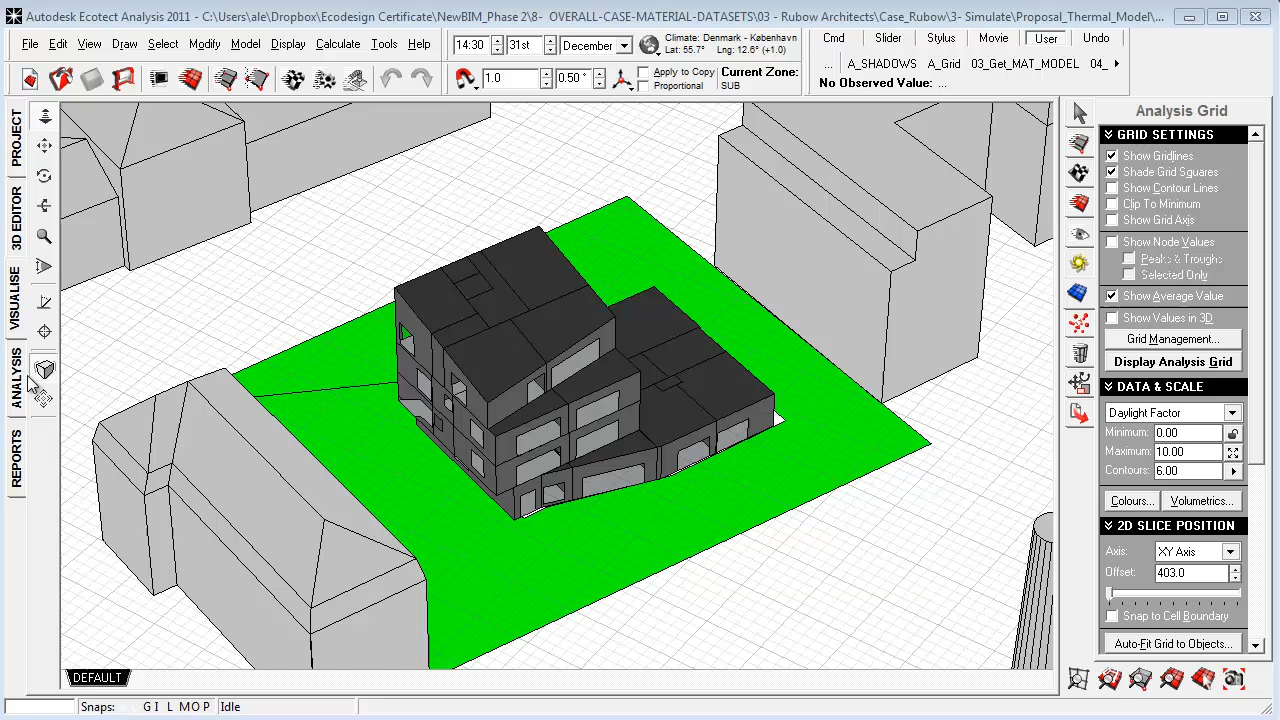 Autodesk Ecotect Analysis 2011 - C:\Users\ale\Dropbox\Ecodesign Certificate\NewBIM_Phase 2\8- OVERALL-CASE-MATERIAL-DATASETS\03 - Rubow Architects\Case_Rubow\3- Simulate\Proposal_Thermal_Model\...
File Edit View Draw Select Modify Model Display Calculate Tools Help
14:30 31st December
Climate: Denmark - København
Lat: 55.7° Lng: 12.6° (+1.0)
Cmd Slider Stylus Movie User Undo
... A_SHADOWS A_Grid 03_Get_MAT_MODEL 04_
No Observed Value: ...
1.0 0.50°
Apply to Copy
Proportional
Current Zone:
SUB
PROJECT
3D EDITOR
VISUALISE
ANALYSIS
REPORTS
Analysis Grid
GRID SETTINGS
Show Gridlines
Shade Grid Squares
Show Contour Lines
Clip To Minimum
Show Grid Axis
Show Node Values
Peaks & Troughs
Selected Only
Show Average Value
Show Values in 3D
Grid Management...
Display Analysis Grid
DATA & SCALE
Daylight Factor
Minimum: 0.00
Maximum: 10.00
Contours: 6.00
Colours... Volumetrics...
2D SLICE POSITION
Axis: XY Axis
Offset: 403.0
Snap to Cell Boundary
Auto-Fit Grid to Objects...
DEFAULT
Snaps: G I L M O P Idle